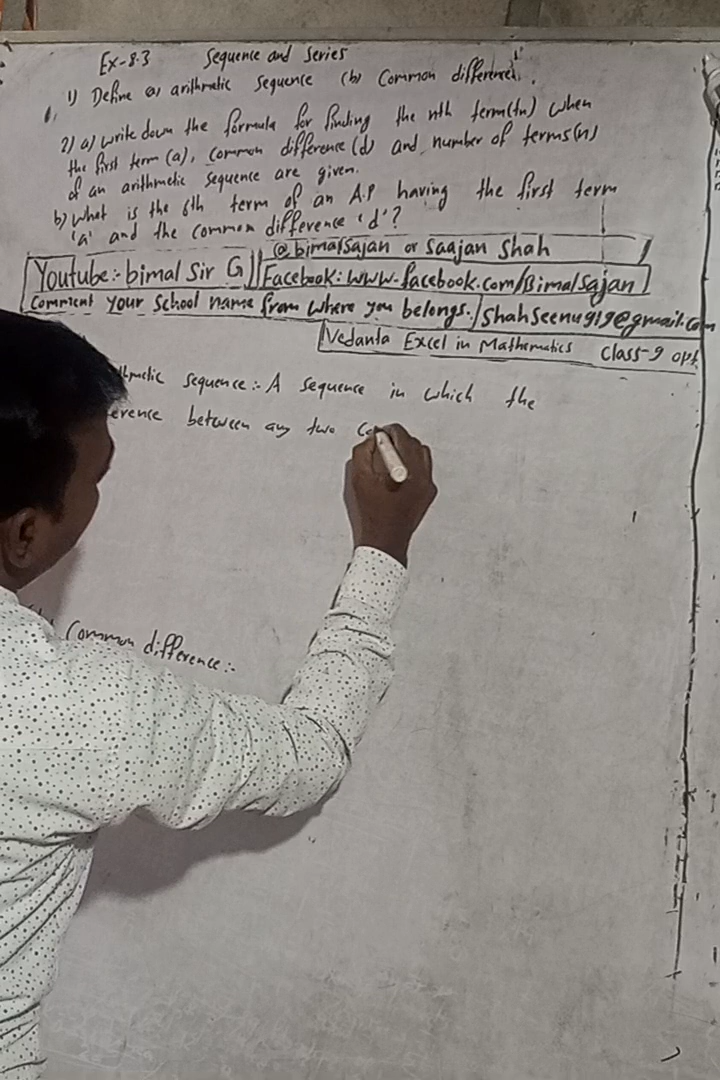 Ex-8.3 Sequence and Series
1) Define a) arithmetic Sequence (b) Common difference.
2) a) write down the formula for finding the nth term(tn) when
the first term (a), common difference (d) and number of terms(n)
of an arithmetic sequence are given.
b) What is the 6th term of an A.P having the first term
'a' and the common difference 'd'?
@bimalsajan or Saajan Shah
Youtube:- bimal Sir G
Facebook: www.facebook.com/Bimalsajan
Comment your School name from where you belongs.
Shahseenu919@gmail.com
Vedanta Excel in Mathematics Class-9 opt.
thmetic sequence:- A sequence in which the
erence between any two
Common difference:-